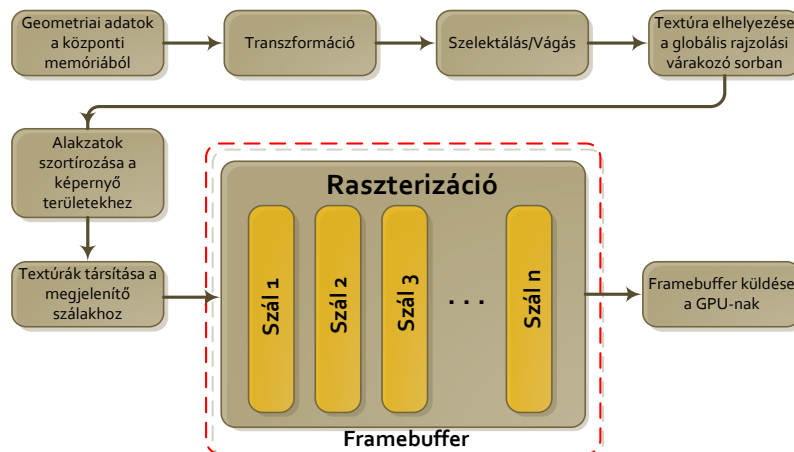 Geometriai adatok
a központi
memóriából
Transzformáció
Szelektálás/Vágás
Textúra elhelyezése
a globális rajzolási
várakozó sorban
Alakzatok
szortírozása a
képernyő
területekhez
Textúrák társítása a
megjelenítő
szálakhoz
Raszterizáció
Szál 1
Szál 2
Szál 3
. . .
Szál n
Framebuffer
Framebuffer küldése
a GPU-nak